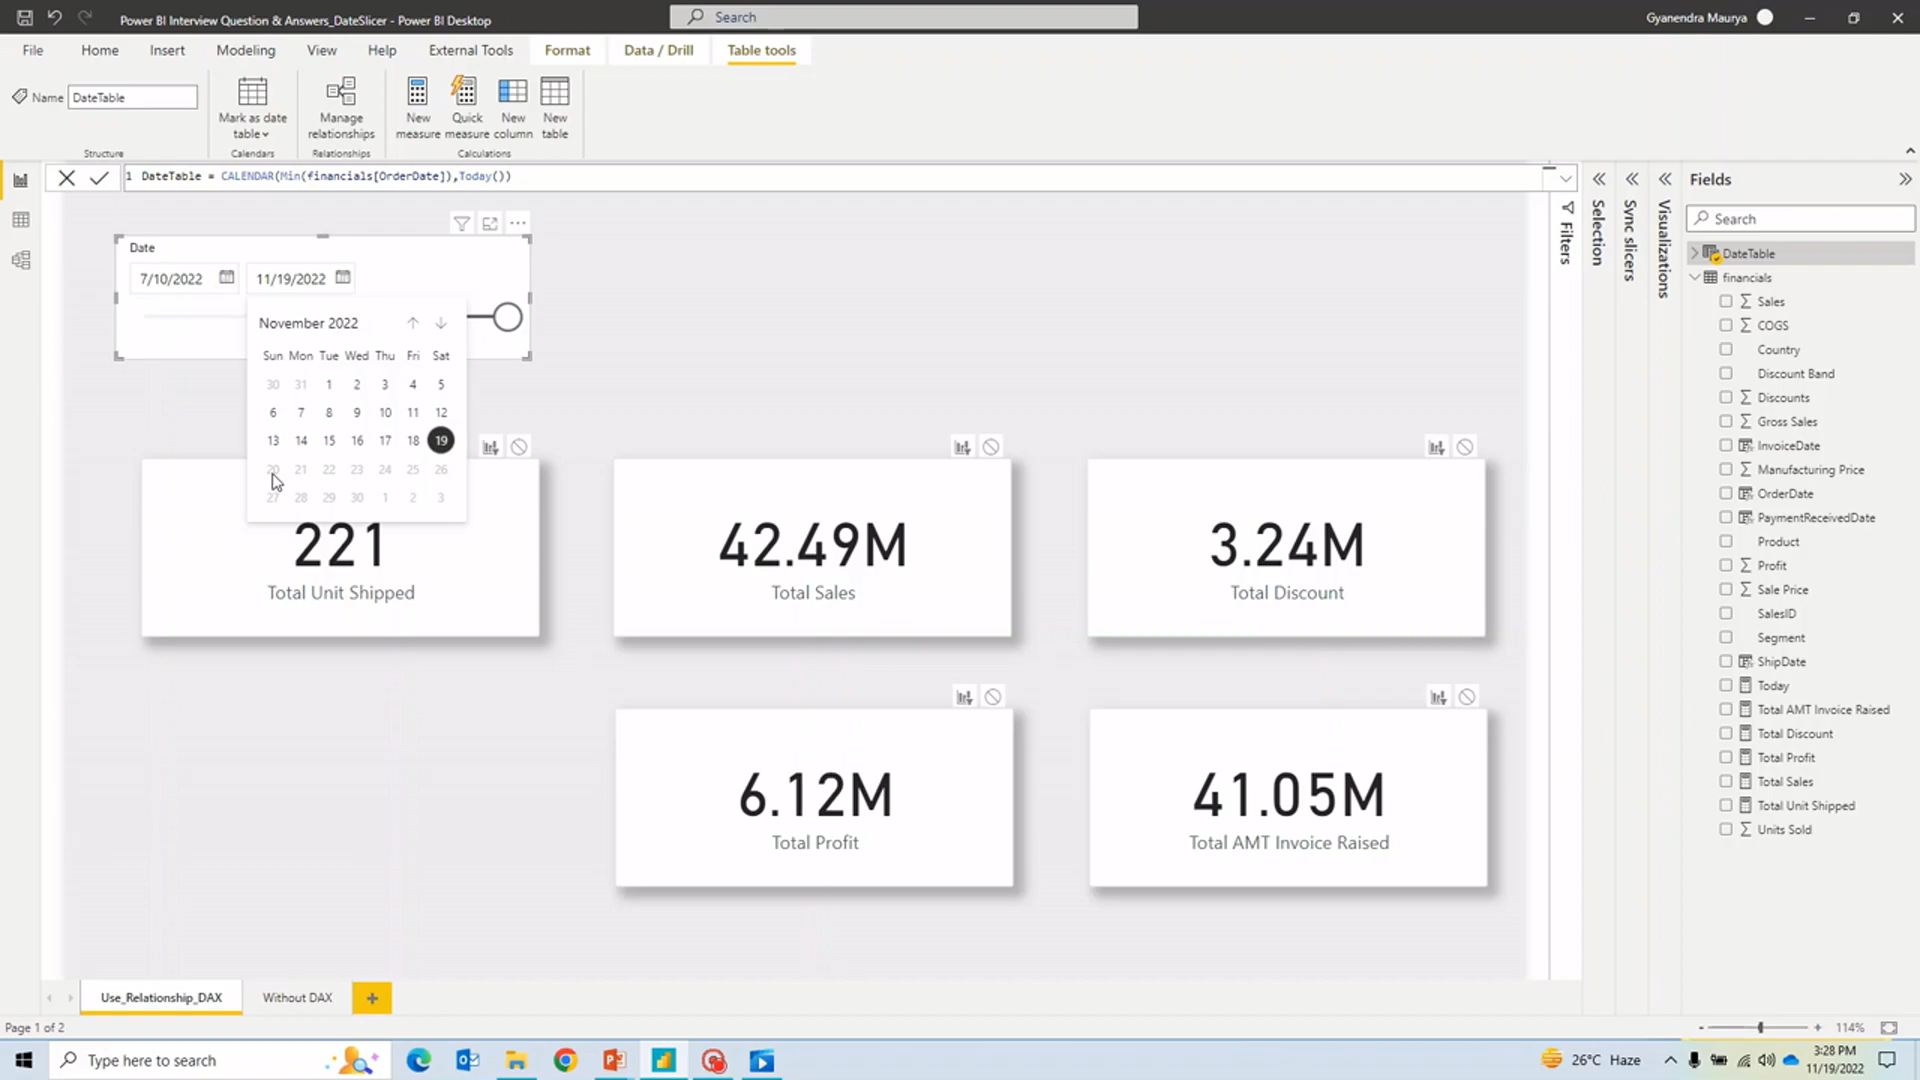 Power BI Interview Question & Answers_DateSlicer - Power BI Desktop
Search
Gyanendra Maurya
File Home Insert Modeling View Help External Tools Format Data / Drill Table tools
Name DateTable
Mark as date table
Manage relationships
New measure
Quick measure
New column
New table
Structure Calendars Relationships Calculations
1 DateTable = CALENDAR(Min(financials[OrderDate]),Today())
Date
7/10/2022 11/19/2022
November 2022
Sun Mon Tue Wed Thu Fri Sat
30 31 1 2 3 4 5
6 7 8 9 10 11 12
13 14 15 16 17 18 19
20 21 22 23 24 25 26
27 28 29 30 1 2 3
221
Total Unit Shipped
42.49M
Total Sales
3.24M
Total Discount
6.12M
Total Profit
41.05M
Total AMT Invoice Raised
Filters
Selection
Sync slicers
Visualizations
Fields
Search
DateTable
financials
Sales
COGS
Country
Discount Band
Discounts
Gross Sales
InvoiceDate
Manufacturing Price
OrderDate
PaymentReceivedDate
Product
Profit
Sale Price
SalesID
Segment
ShipDate
Today
Total AMT Invoice Raised
Total Discount
Total Profit
Total Sales
Total Unit Shipped
Units Sold
Use_Relationship_DAX Without DAX
Page 1 of 2
114%
Type here to search
26°C Haze
3:28 PM
11/19/2022